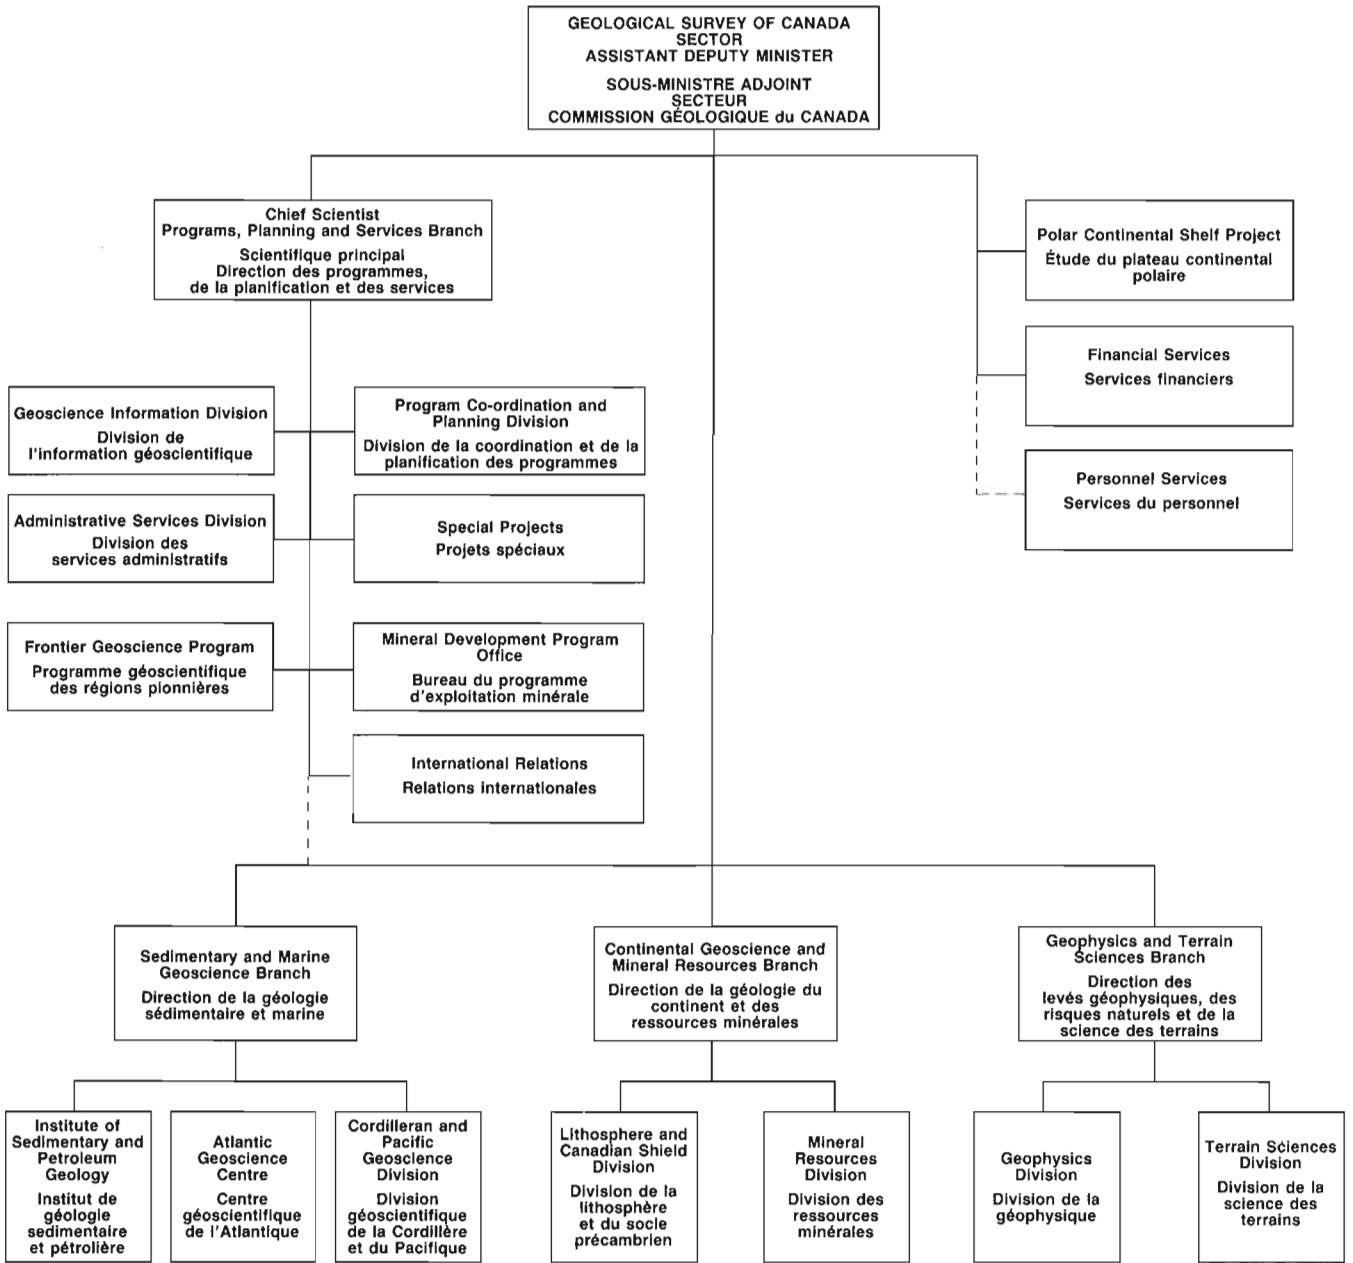 GEOLOGICAL SURVEY OF CANADA
SECTOR
ASSISTANT DEPUTY MINISTER
SOUS-MINISTRE ADJOINT
SECTEUR
COMMISSION GÉOLOGIQUE du CANADA
Chief Scientist
Programs, Planning and Services Branch
Scientifique principal
Direction des programmes,
de la planification et des services
Polar Continental Shelf Project
Étude du plateau continental
polaire
Financial Services
Services financiers
Personnel Services
Services du personnel
Geoscience Information Division
Division de
l'information géoscientifique
Program Co-ordination and
Planning Division
Division de la coordination et de la
planification des programmes
Administrative Services Division
Division des
services administratifs
Special Projects
Projets spéciaux
Frontier Geoscience Program
Programme géoscientifique
des régions pionnières
Mineral Development Program
Office
Bureau du programme
d'exploitation minérale
International Relations
Relations internationales
Sedimentary and Marine
Geoscience Branch
Direction de la géologie
sédimentaire et marine
Continental Geoscience and
Mineral Resources Branch
Direction de la géologie du
continent et des
ressources minérales
Geophysics and Terrain
Sciences Branch
Direction des
levés géophysiques, des
risques naturels et de la
science des terrains
Institute of
Sedimentary and
Petroleum
Geology
Institut de
géologie
sedimentaire
et pétrolière
Atlantic
Geoscience
Centre
Centre
géoscientifique
de l'Atlantique
Cordilleran and
Pacific
Geoscience
Division
Division
géoscientifique
de la Cordillère
et du Pacifique
Lithosphere and
Canadian Shield
Division
Division de la
lithosphère
et du socle
précambrien
Mineral
Resources
Division
Division des
ressources
minérales
Geophysics
Division
Division de la
géophysique
Terrain Sciences
Division
Division de la
science des
terrains